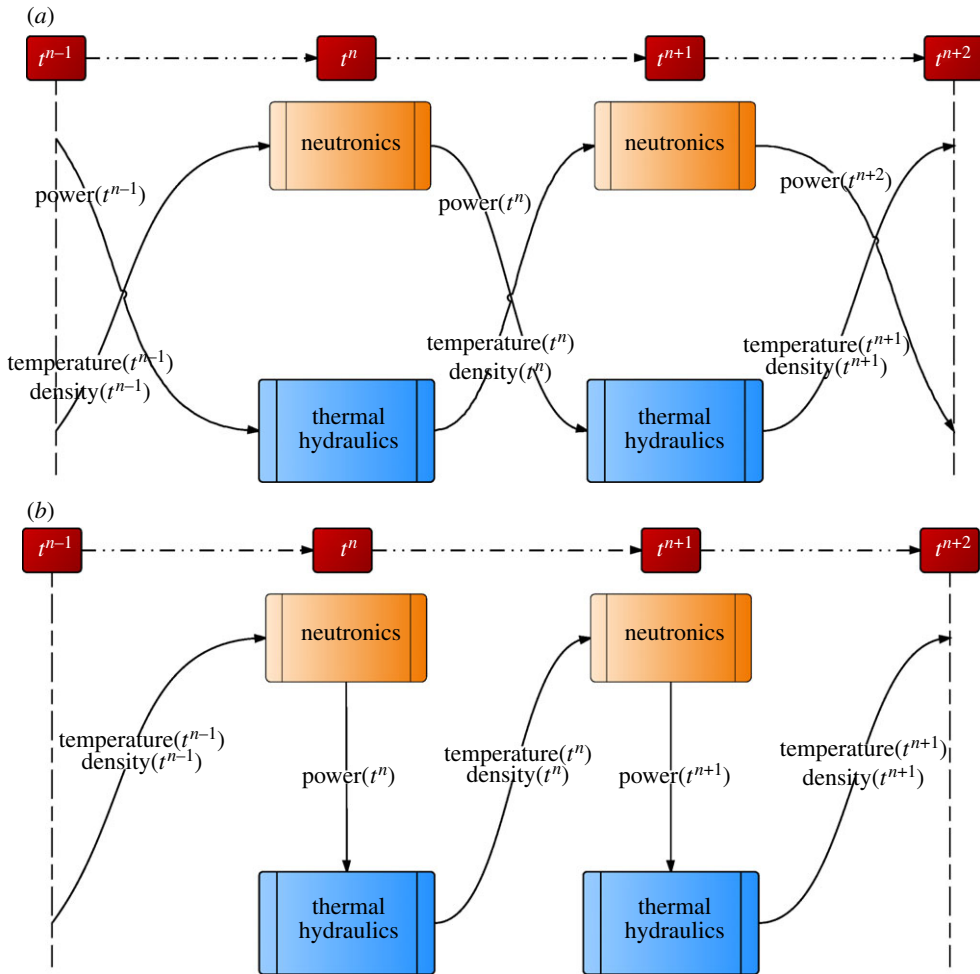 (a)
t^{n–1} t^n t^{n+1} t^{n+2}
neutronics neutronics
power(t^{n–1}) power(t^n) power(t^{n+2})
temperature(t^{n–1}) temperature(t^n) temperature(t^{n+1})
density(t^{n–1}) density(t^n) density(t^{n+1})
thermal thermal
hydraulics hydraulics
(b)
t^{n–1} t^n t^{n+1} t^{n+2}
neutronics neutronics
temperature(t^{n–1}) temperature(t^n) temperature(t^{n+1})
density(t^{n–1}) power(t^n) density(t^n) power(t^{n+1}) density(t^{n+1})
thermal thermal
hydraulics hydraulics